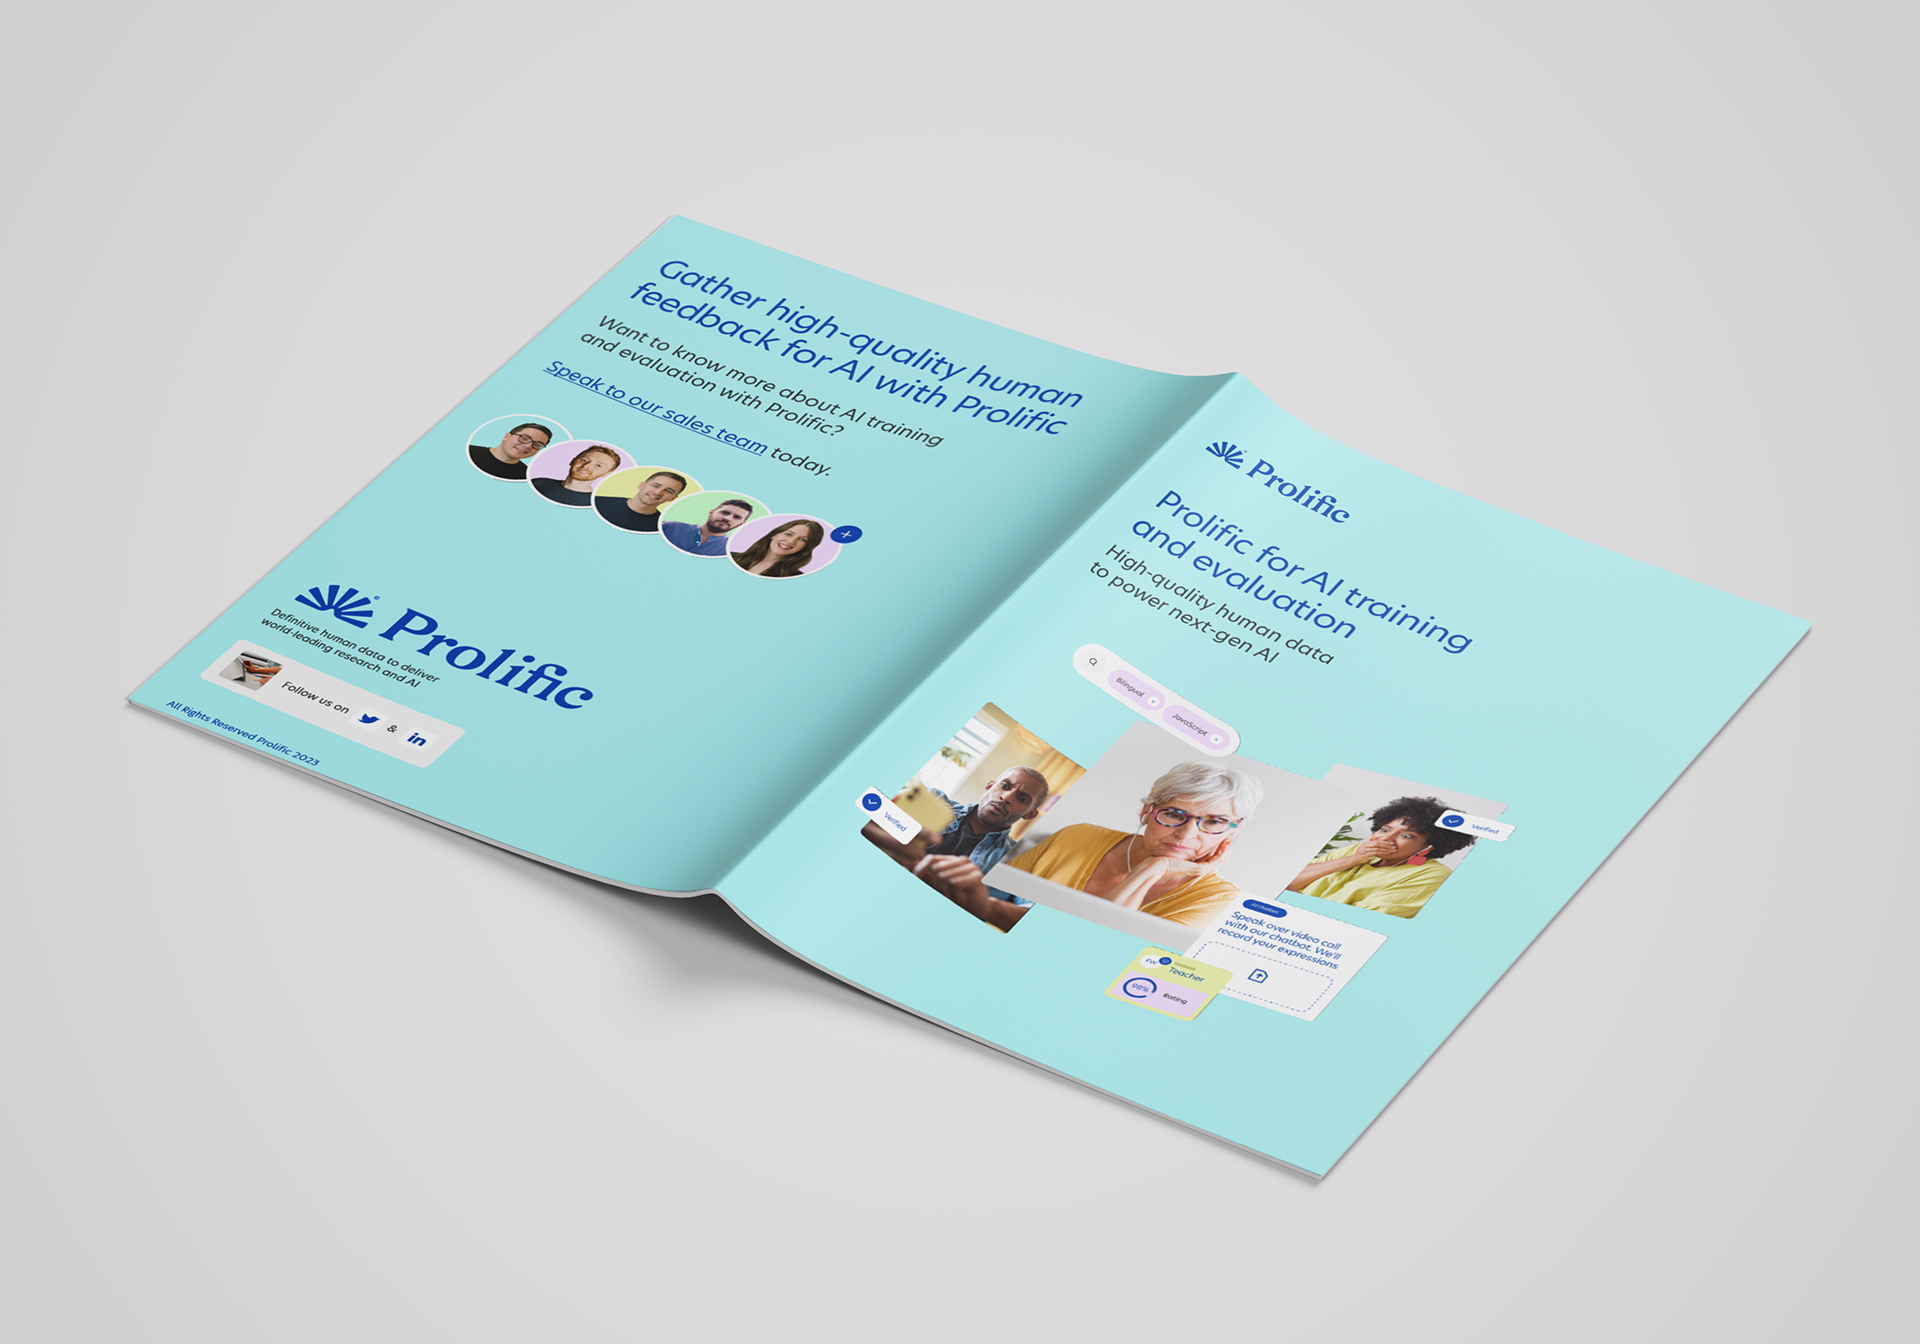 Gather high-quality human
feedback for AI with Prolific
Want to know more about AI training
and evaluation with Prolific?
Speak to our sales team today.
Prolific
Definitive human data to deliver
world-leading research and AI
Follow us on & in
All Rights Reserved Prolific 2023
Prolific
Prolific for AI training
and evaluation
High-quality human data
to power next-gen AI
Bilingual
JavaScript
Verified
Verified
AI chatbot
Speak over video call
with our chatbot. We'll
record your expressions
Teacher
98%
Rating